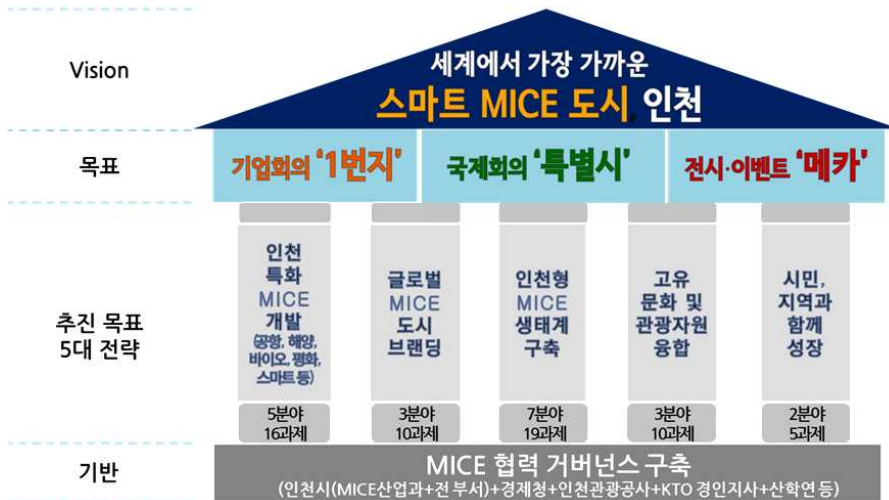 Vision
세계에서 가장 가까운
스마트 MICE 도시, 인천
목표
기업회의 '1번지'
국제회의 '특별시'
전시·이벤트 '메카'
추진 목표
5대 전략
인천
특화
MICE
개발
(공항, 해양,
바이오, 평화,
스마트 등)
글로벌
MICE
도시
브랜딩
인천형
MICE
생태계
구축
고유
문화 및
관광자원
융합
시민,
지역과
함께
성장
5분야
16과제
3분야
10과제
7분야
19과제
3분야
10과제
2분야
5과제
기반
MICE 협력 거버넌스 구축
(인천시(MICE산업과+전 부서)+경제청+인천관광공사+KTO 경인지사+산학연 등)